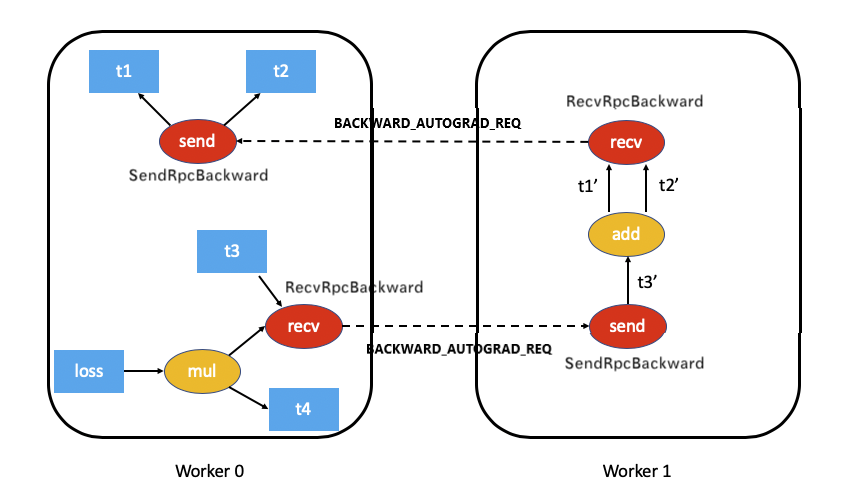 t1
t2
send
SendRpcBackward
BACKWARD_AUTOGRAD_REQ
RecvRpcBackward
recv
t1’
t2’
add
t3’
send
SendRpcBackward
t3
RecvRpcBackward
recv
BACKWARD_AUTOGRAD_REQ
loss
mul
t4
Worker 0
Worker 1